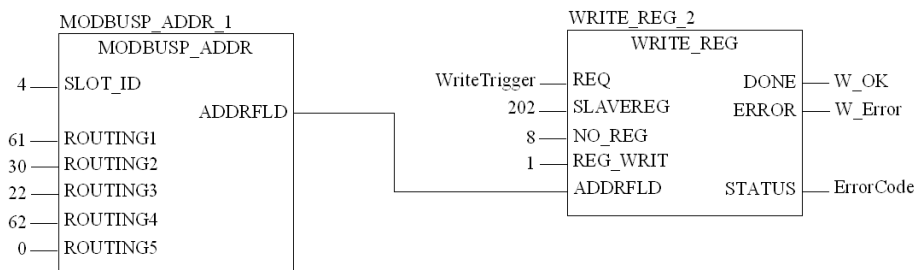 MODBUSP_ADDR_1
MODBUSP_ADDR
4 SLOT_ID
ADDRFLD
61 ROUTING1
30 ROUTING2
22 ROUTING3
62 ROUTING4
0 ROUTING5
WRITE_REG_2
WRITE_REG
WriteTrigger REQ DONE W_OK
202 SLAVEREG ERROR W_Error
8 NO_REG
1 REG_WRIT
ADDRFLD STATUS ErrorCode